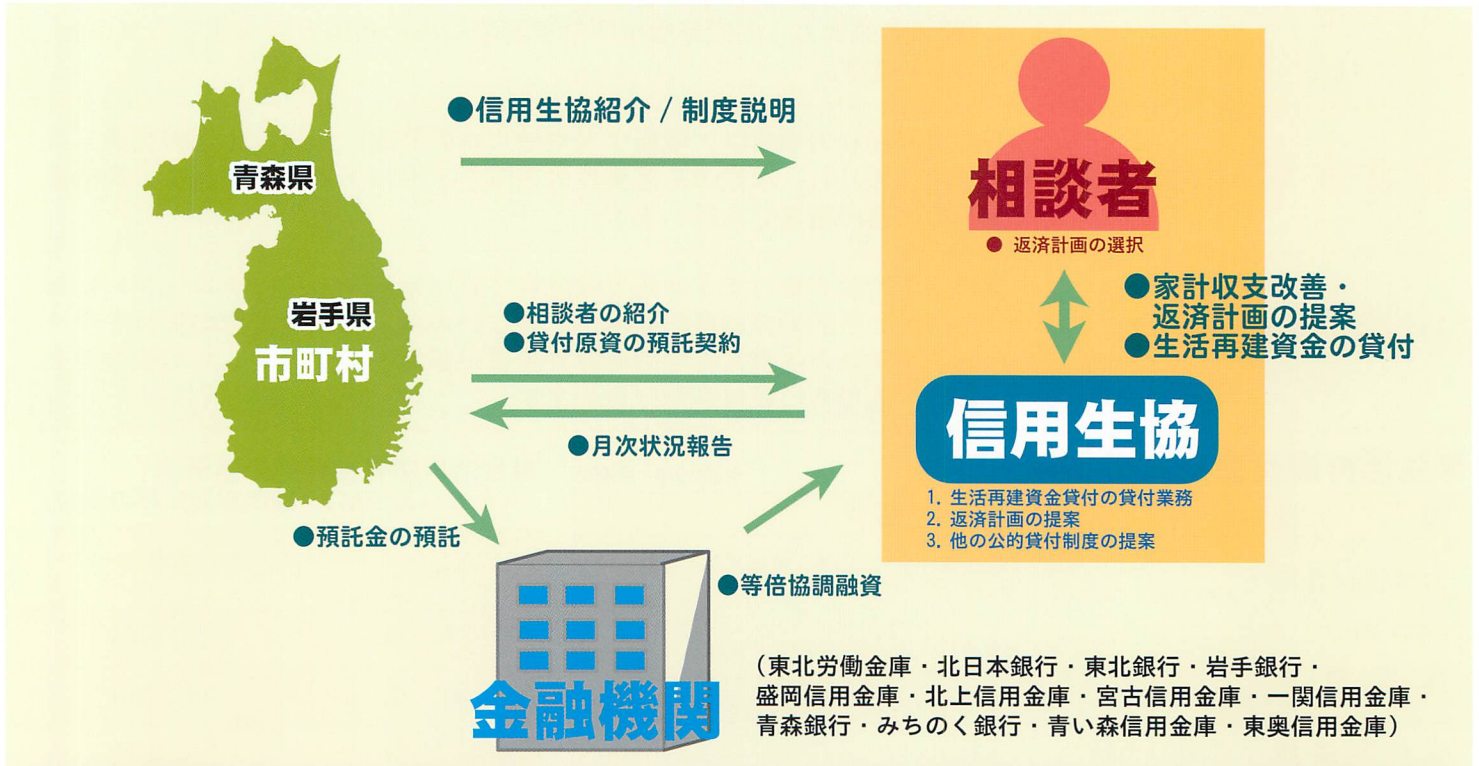 ●信用生協紹介 / 制度説明
青森県
相談者
● 返済計画の選択
●家計収支改善・
返済計画の提案
●生活再建資金の貸付
岩手県
市町村
●相談者の紹介
●貸付原資の預託契約
●月次状況報告
信用生協
1. 生活再建資金貸付の貸付業務
2. 返済計画の提案
3. 他の公的貸付制度の提案
●預託金の預託
●等倍協調融資
金融機関
(東北労働金庫・北日本銀行・東北銀行・岩手銀行・
盛岡信用金庫・北上信用金庫・宮古信用金庫・一関信用金庫・
青森銀行・みちのく銀行・青い森信用金庫・東奥信用金庫)